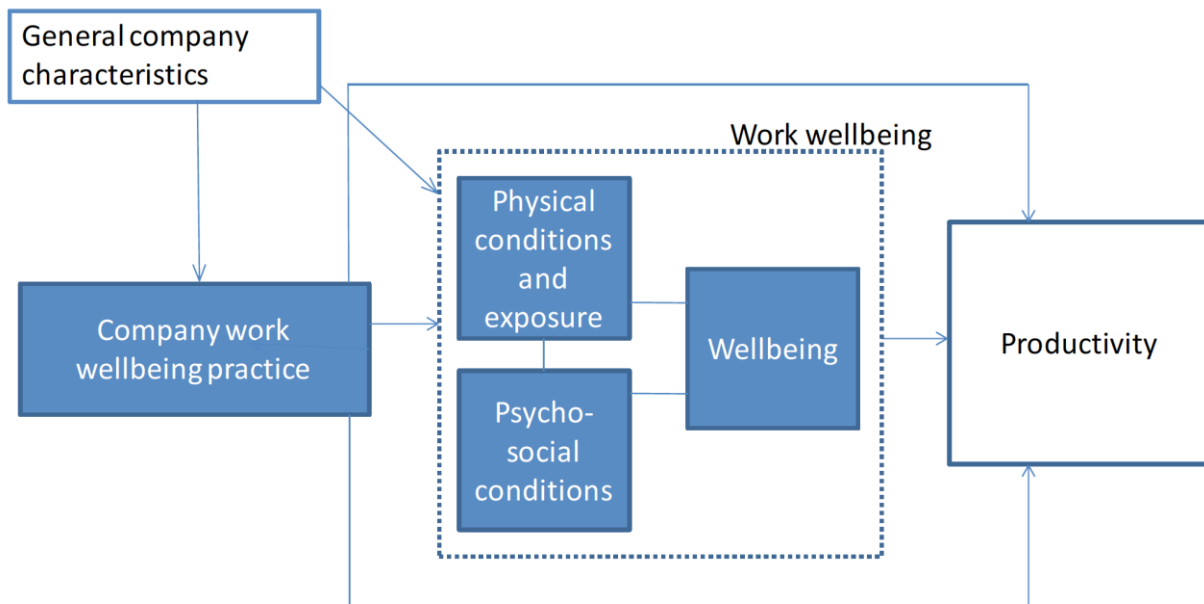 General company
characteristics
Work wellbeing
Physical
conditions
and
exposure
Company work
wellbeing practice
Wellbeing
Productivity
Psycho-
social
conditions